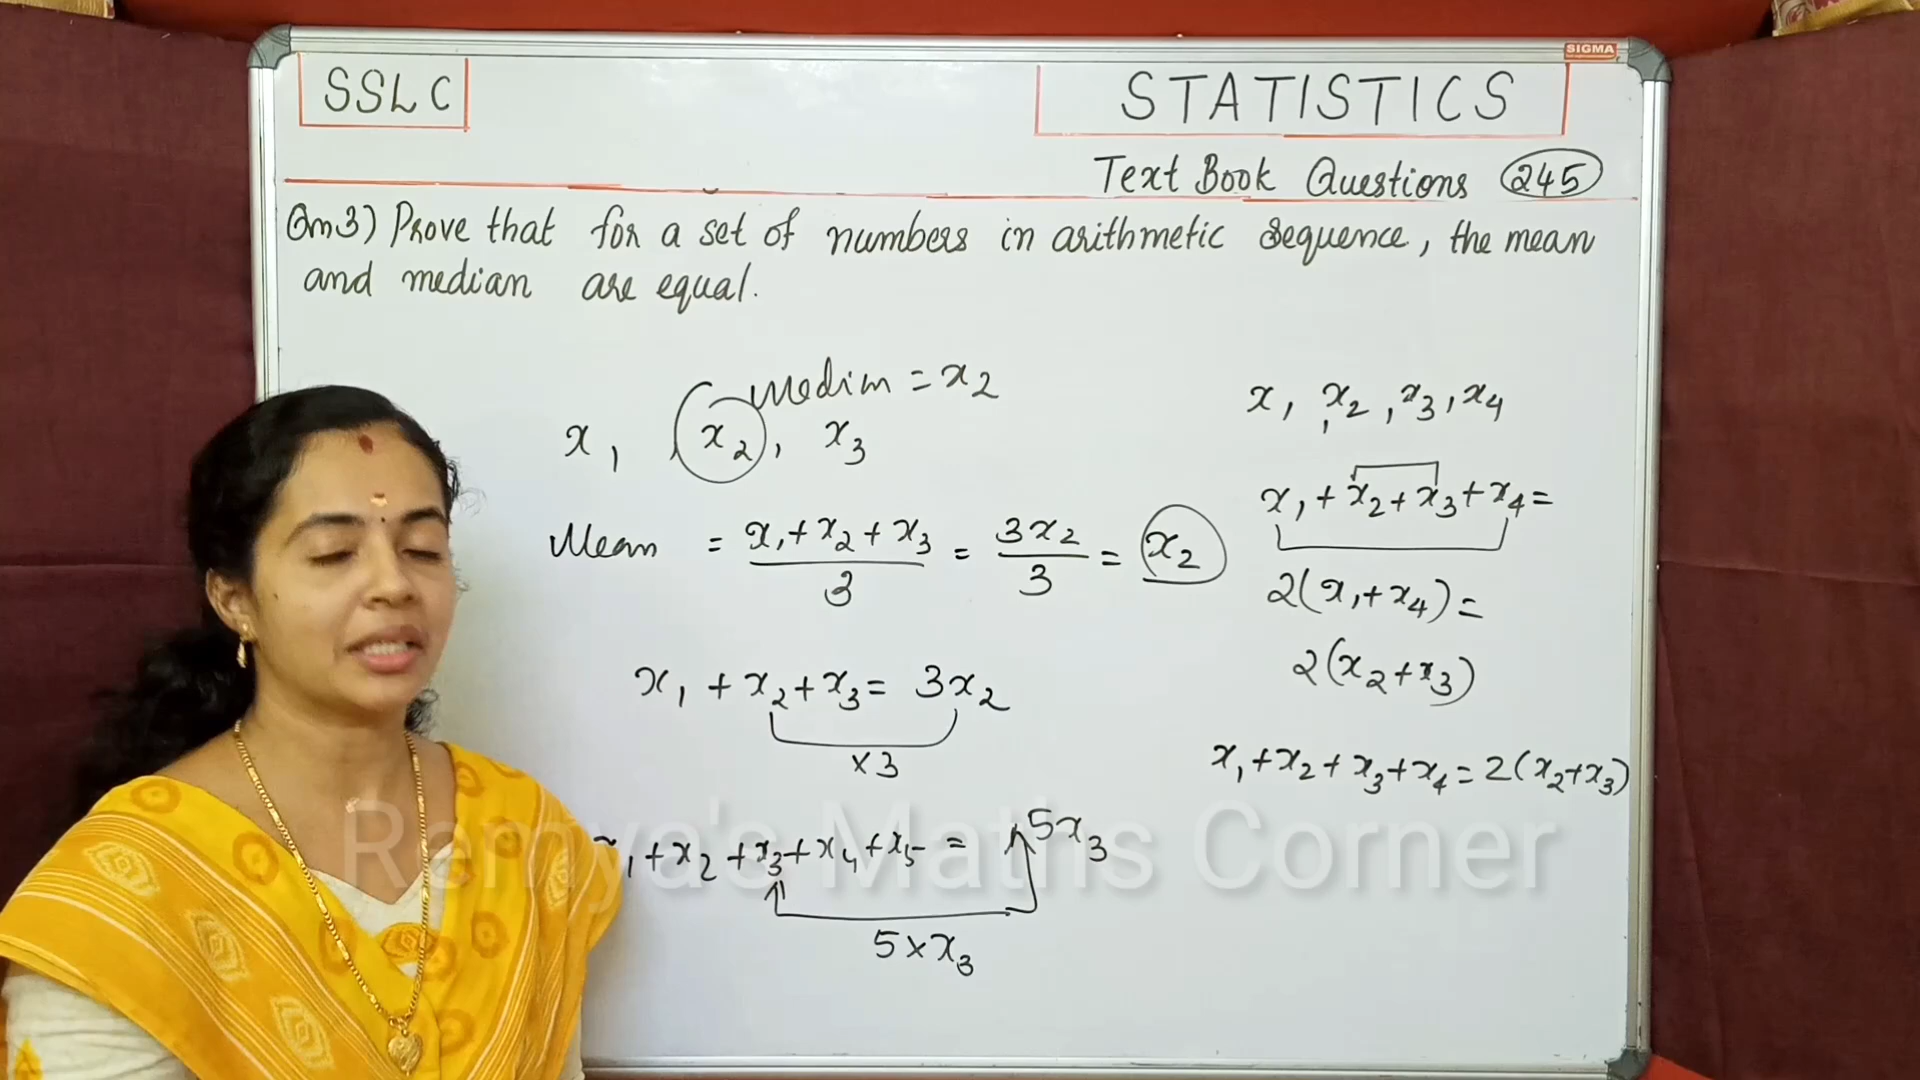 SIGMA
SSLC
STATISTICS
Text Book Questions 245
Qn3) Prove that for a set of numbers in arithmetic sequence, the mean
and median are equal.
Medim = x₂
x₁ x₂, x₃
Mean = x₁+x₂+x₃/3 = 3x₂/3 = x₂
x₁ + x₂ + x₃ = 3x₂
×3
x₁ + x₂ + x₃ + x₄ + x₅ = 5x₃
5 × x₃
x₁, x₂, x₃, x₄
x₁ + x₂ + x₃ + x₄ =
2(x₁+x₄) =
2(x₂+x₃)
x₁+x₂+x₃+x₄ = 2(x₂+x₃)
Remya's Maths Corner